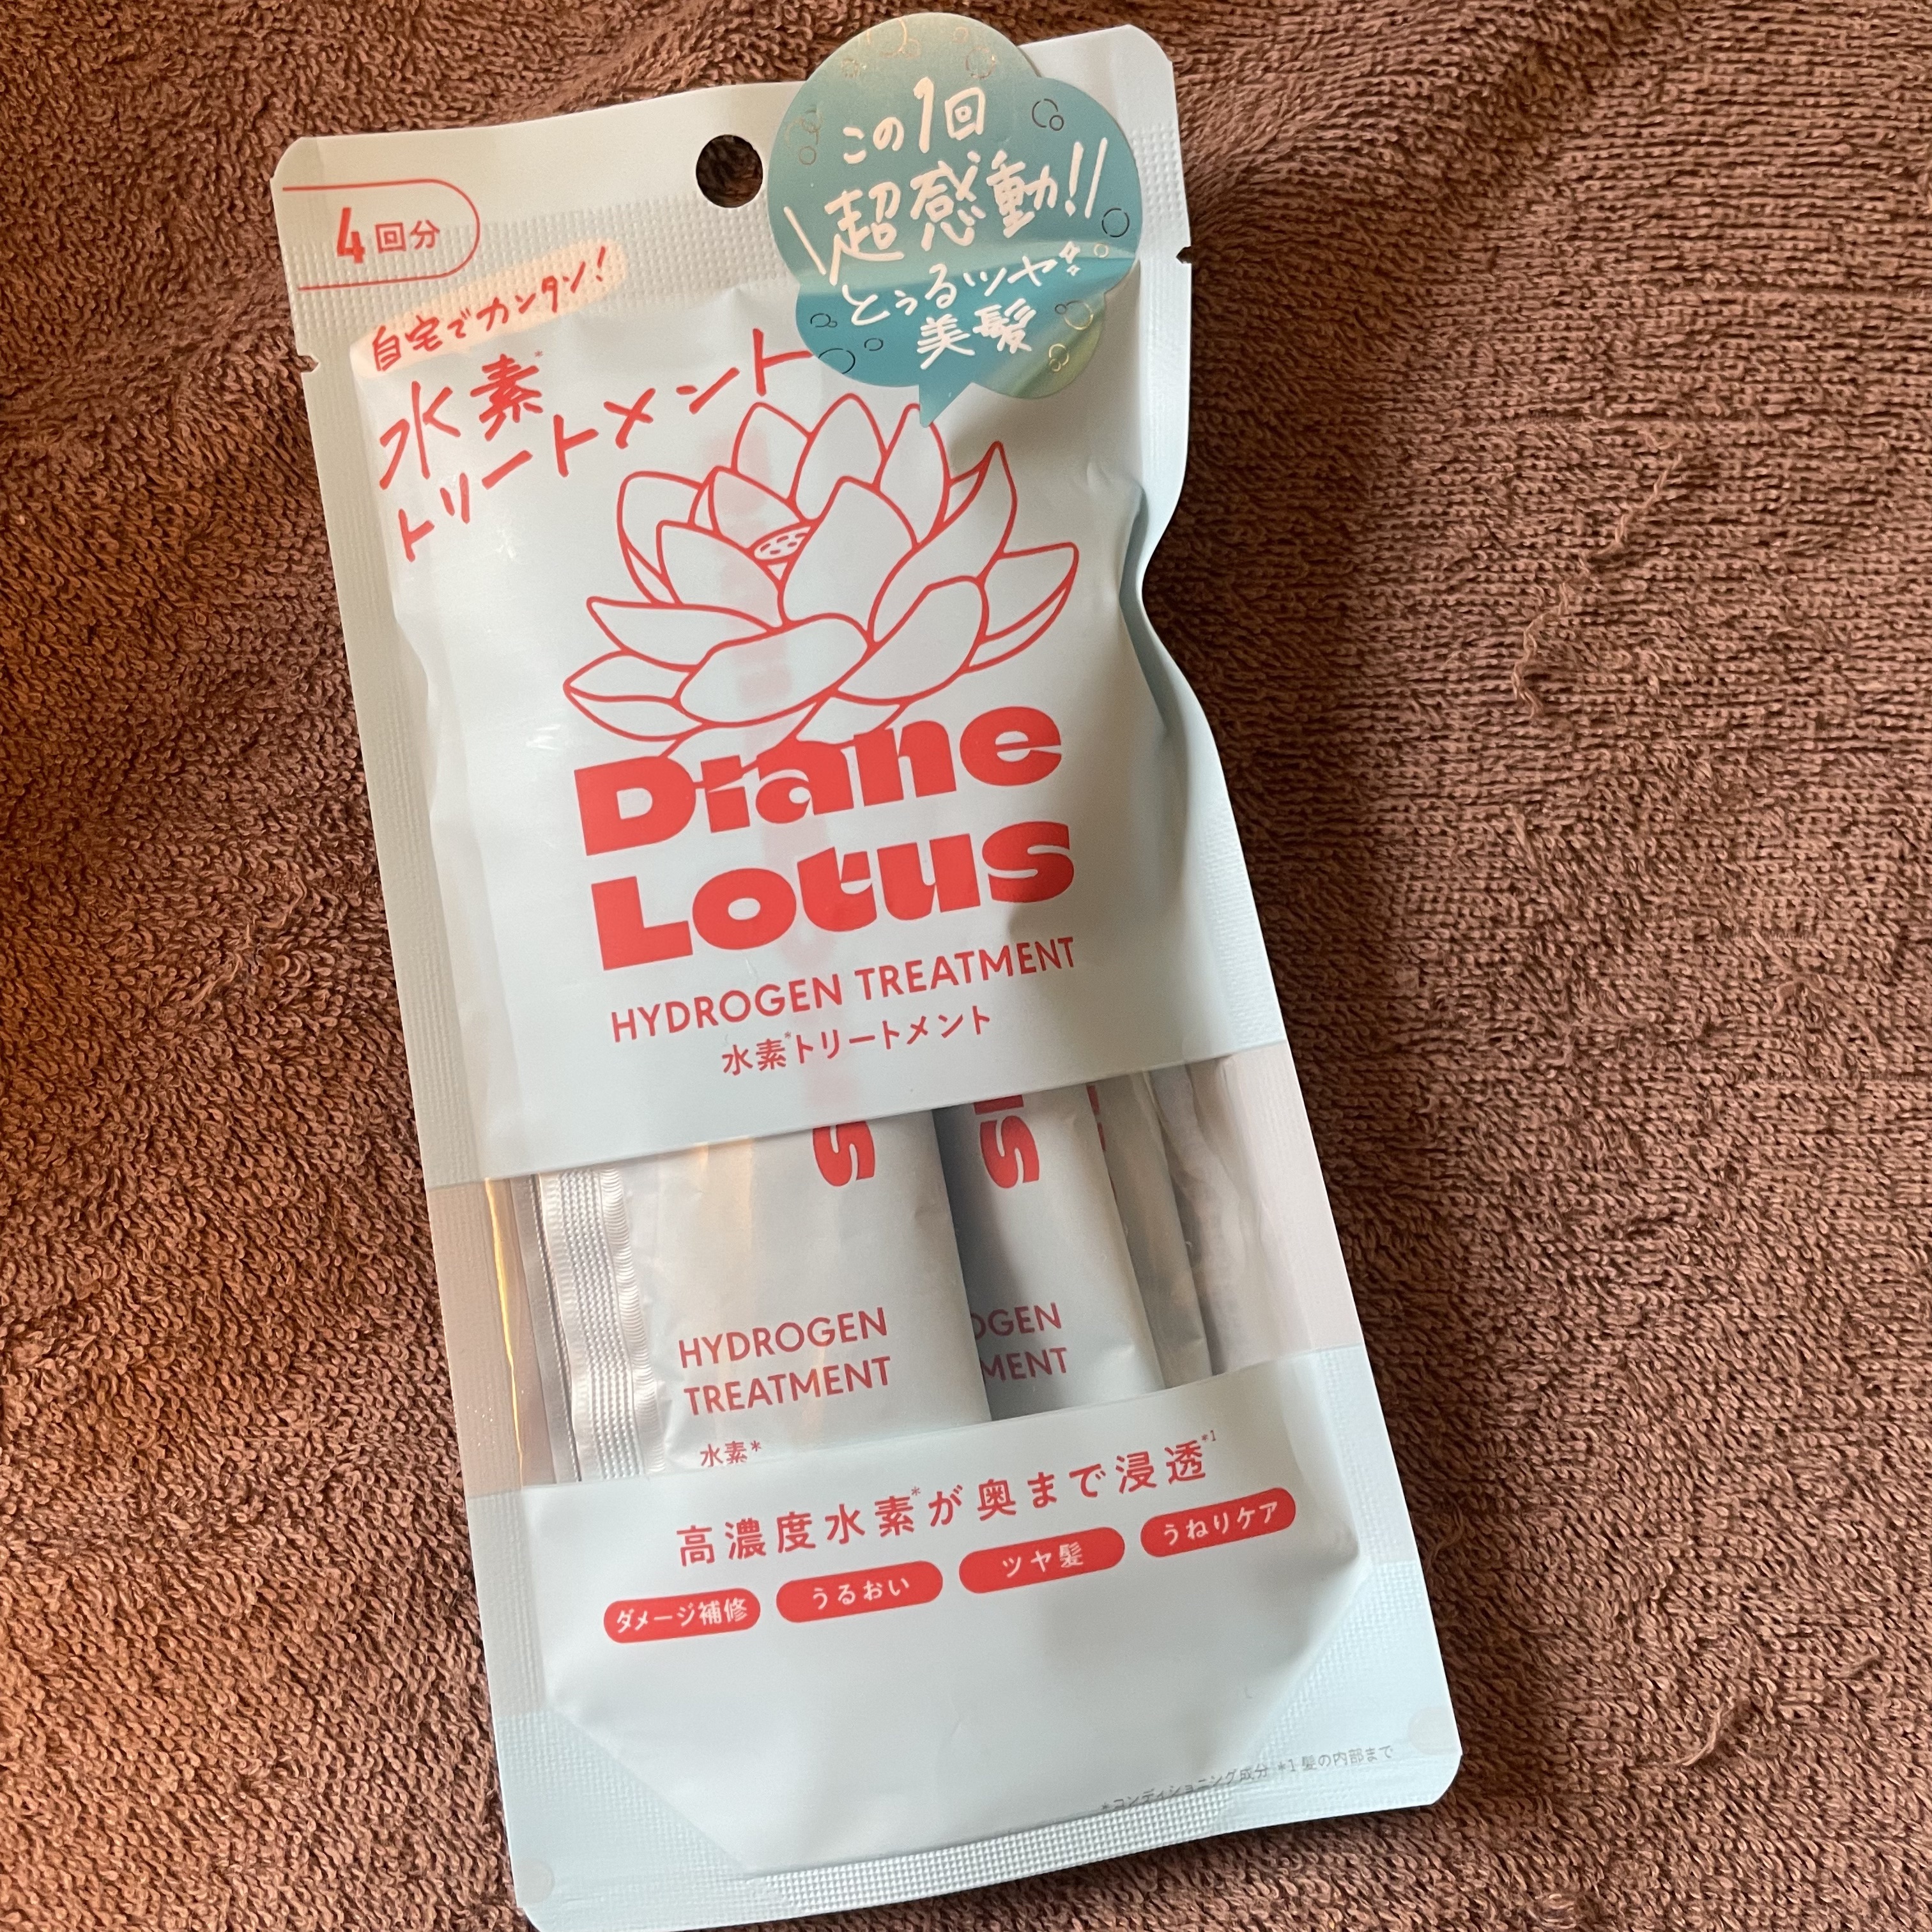 この1回
超感動!!
とぅるツヤ
美髪
4回分
自宅でカンタン!
水素*
トリートメント
Diane
Lotus
HYDROGEN TREATMENT
水素*トリートメント
S
us
HYDROGEN
TREATMENT
水素*
OGEN
MENT
高濃度水素*が奥まで浸透*1
ダメージ補修 うるおい ツヤ髪 うねりケア
*コンディショニング成分 *1 髪の内部まで